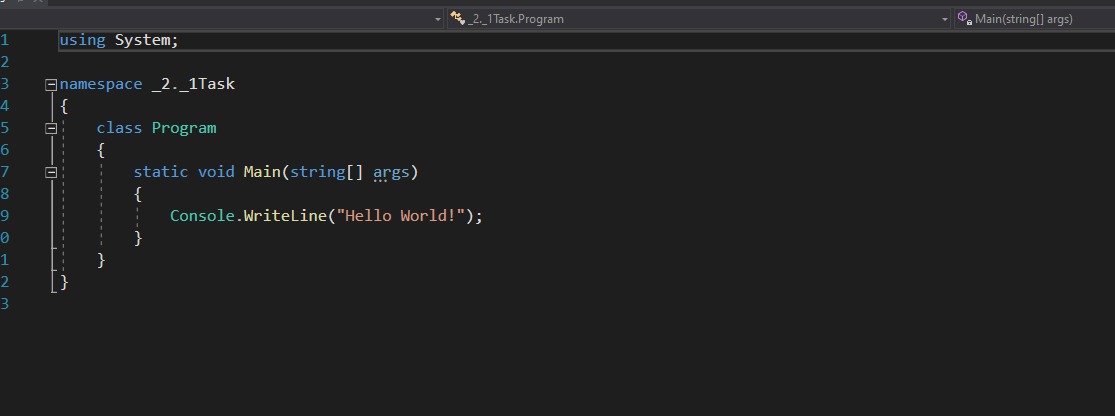 _2._1Task.Program Main(string[] args)
1 using System;
2
3 namespace _2._1Task
4 {
5 class Program
6 {
7 static void Main(string[] args)
8 {
9 Console.WriteLine("Hello World!");
0 }
1 }
2 }
3